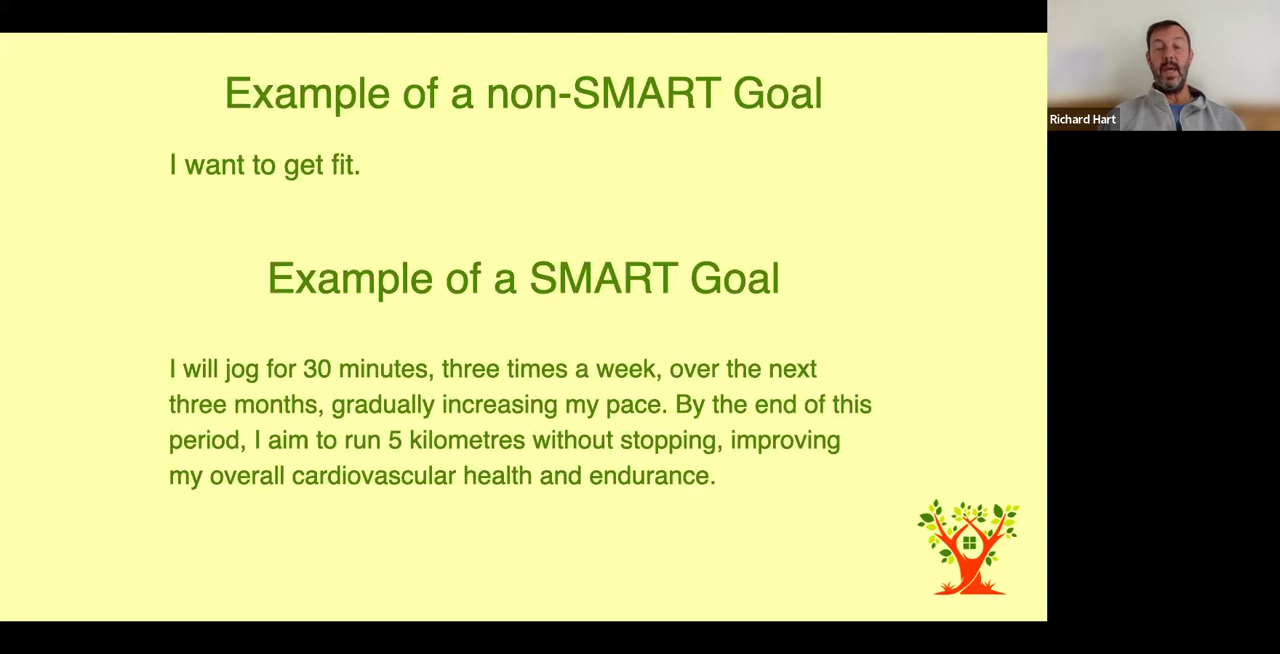 Example of a non-SMART Goal
I want to get fit.
Example of a SMART Goal
I will jog for 30 minutes, three times a week, over the next
three months, gradually increasing my pace. By the end of this
period, I aim to run 5 kilometres without stopping, improving
my overall cardiovascular health and endurance.
Richard Hart